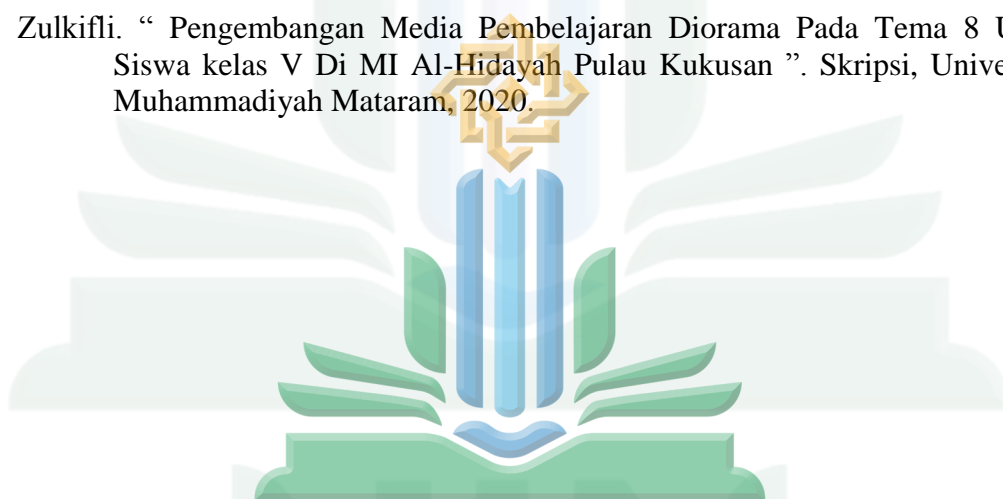 Zulkifli. “ Pengembangan Media Pembelajaran Diorama Pada Tema 8
Siswa kelas V Di MI Al-Hidayah Pulau Kukusan ”. Skripsi,
Muhammadiyah Mataram, 2020.